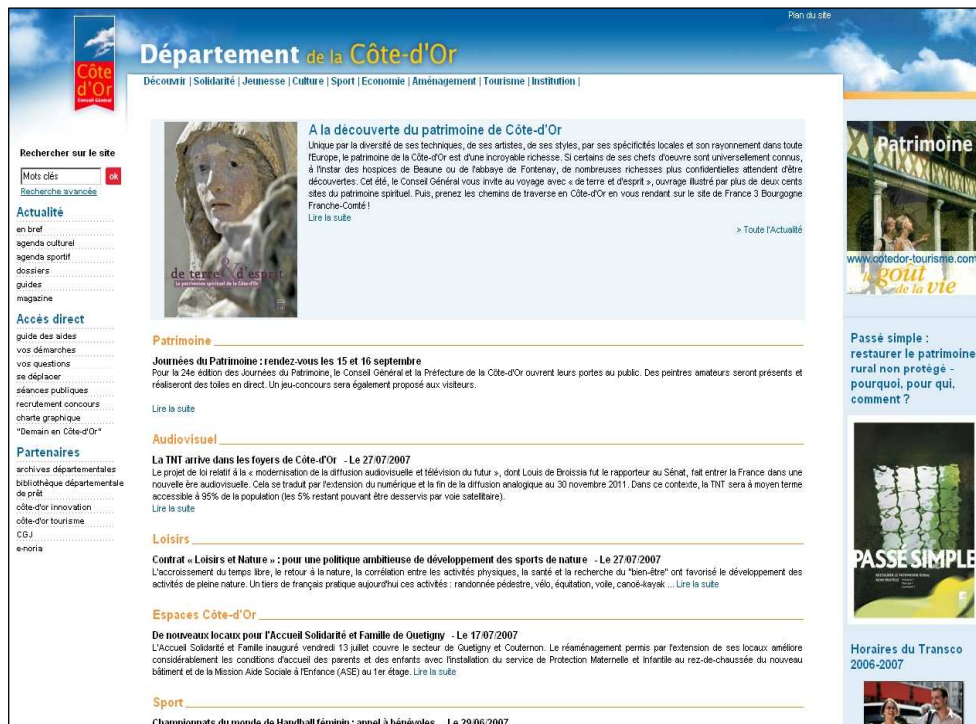 Plan du site
Côte
d'Or
Conseil Général
Département de la Côte-d'Or
Découvrir | Solidarité | Jeunesse | Culture | Sport | Economie | Aménagement | Tourisme | Institution |
Rechercher sur le site
Mots clés
ok
Recherche avancée
Actualité
en bref
agenda culturel
agenda sportif
dossiers
guides
magazine
Accès direct
guide des aides
vos démarches
vos questions
se déplacer
séances publiques
recrutement concours
charte graphique
"Demain en Côte-d'Or"
Partenaires
archives départementales
bibliothèque départementale
de prêt
côte-d'or innovation
côte-d'or tourisme
CGJ
e-noria
de terre & d'esprit
Le patrimoine spirituel de la Côte-d'Or
A la découverte du patrimoine de Côte-d'Or
Unique par la diversité de ses techniques, de ses artistes, de ses styles, par ses spécificités locales et son rayonnement dans toute
l'Europe, le patrimoine de la Côte-d'Or est d'une incroyable richesse. Si certains de ses chefs d'oeuvre sont universellement connus,
à l'instar des hospices de Beaune ou de l'abbaye de Fontenay, de nombreuses richesses plus confidentielles attendent d'être
découvertes. Cet été, le Conseil Général vous invite au voyage avec « de terre et d'esprit », ouvrage illustré par plus de deux cents
sites du patrimoine spirituel. Puis, prenez les chemins de traverse en Côte-d'Or en vous rendant sur le site de France 3 Bourgogne
Franche-Comté !
Lire la suite
> Toute l'Actualité
Patrimoine
Journées du Patrimoine : rendez-vous les 15 et 16 septembre
Pour la 24e édition des Journées du Patrimoine, le Conseil Général et la Préfecture de la Côte-d'Or ouvrent leurs portes au public. Des peintres amateurs seront présents et
réaliseront des toiles en direct. Un jeu-concours sera également proposé aux visiteurs.
Lire la suite
Audiovisuel
La TNT arrive dans les foyers de Côte-d'Or - Le 27/07/2007
Le projet de loi relatif à la « modernisation de la diffusion audiovisuelle et télévision du futur », dont Louis de Broissia fut le rapporteur au Sénat, fait entrer la France dans une
nouvelle ère audiovisuelle. Cela se traduit par l'extension du numérique et la fin de la diffusion analogique au 30 novembre 2011. Dans ce contexte, la TNT sera à moyen terme
accessible à 95% de la population (les 5% restant pouvant être desservis par voie satellitaire).
Lire la suite
Loisirs
Contrat « Loisirs et Nature » : pour une politique ambitieuse de développement des sports de nature - Le 27/07/2007
L'accroissement du temps libre, le retour à la nature, la corrélation entre les activités physiques, la santé et la recherche du "bien-être" ont favorisé le développement des
activités de pleine nature. Un tiers de français pratique aujourd'hui ces activités : randonnée pédestre, vélo, équitation, voile, canoë-kayak ... Lire la suite
Espaces Côte-d'Or
De nouveaux locaux pour l'Accueil Solidarité et Famille de Quetigny - Le 17/07/2007
L'Accueil Solidarité et Famille inauguré vendredi 13 juillet couvre le secteur de Quetigny et Couternon. Le réaménagement permis par l'extension de ses locaux améliore
considérablement les conditions d'accueil des parents et des enfants avec l'installation du service de Protection Maternelle et Infantile au rez-de-chaussée du nouveau
bâtiment et de la Mission Aide Sociale à l'Enfance (ASE) au 1er étage. Lire la suite
Sport
Championnats du monde de Handball féminin : appel à bénévoles - Le 29/06/2007
Patrimoine
www.cotedor-tourisme.com
le goût
de la vie
Passé simple :
restaurer le patrimoine
rural non protégé -
pourquoi, pour qui,
comment ?
PASSÉ SIMPLE
Horaires du Transco
2006-2007